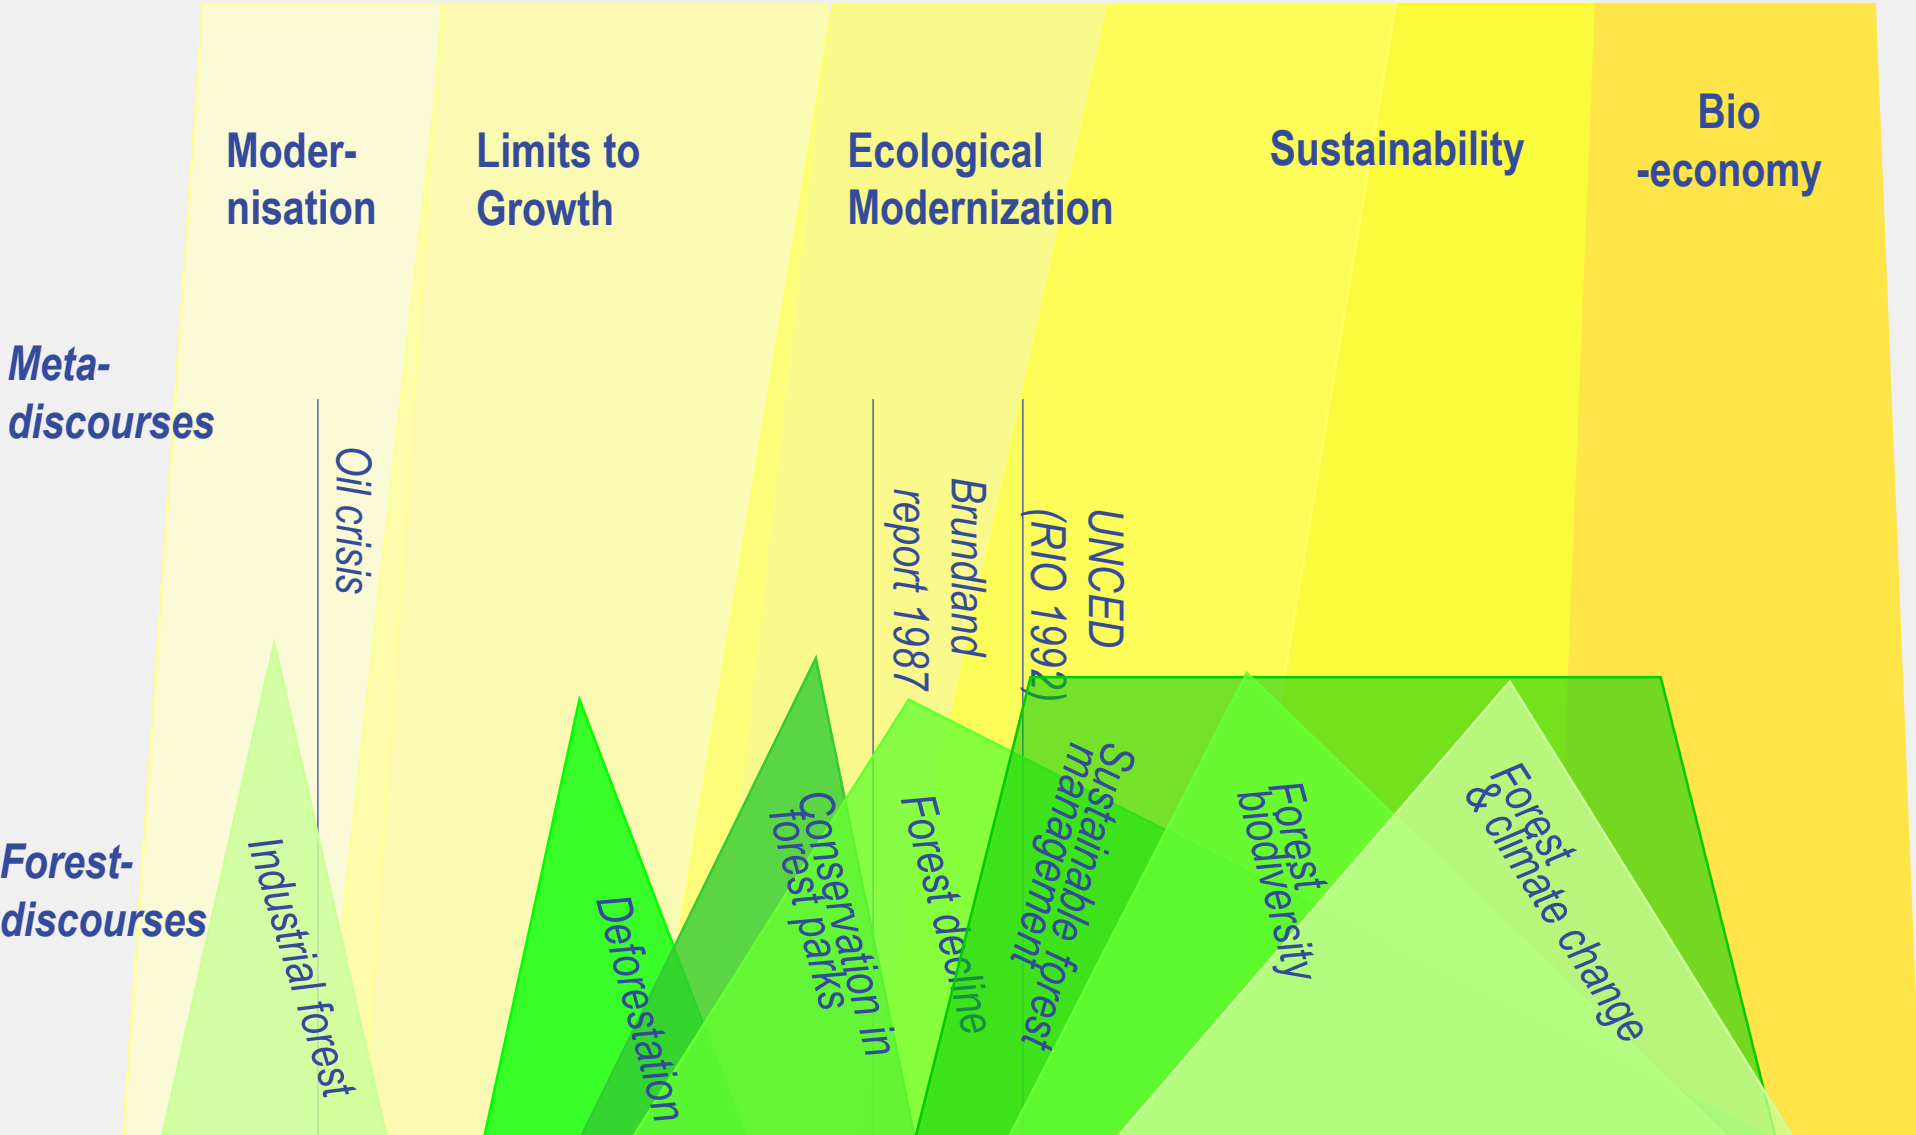 Moder-
nisation
Limits to
Growth
Ecological
Modernization
Sustainability
Bio
-economy
Meta-
discourses
Oil crisis
Brundland
report 1987
UNCED
(RIO 1992)
Forest-
discourses
Industrial forest
Deforestation
Conservation in
forest parks
Forest decline
Sustainable forest
management
Forest
biodiversity
Forest
& climate change